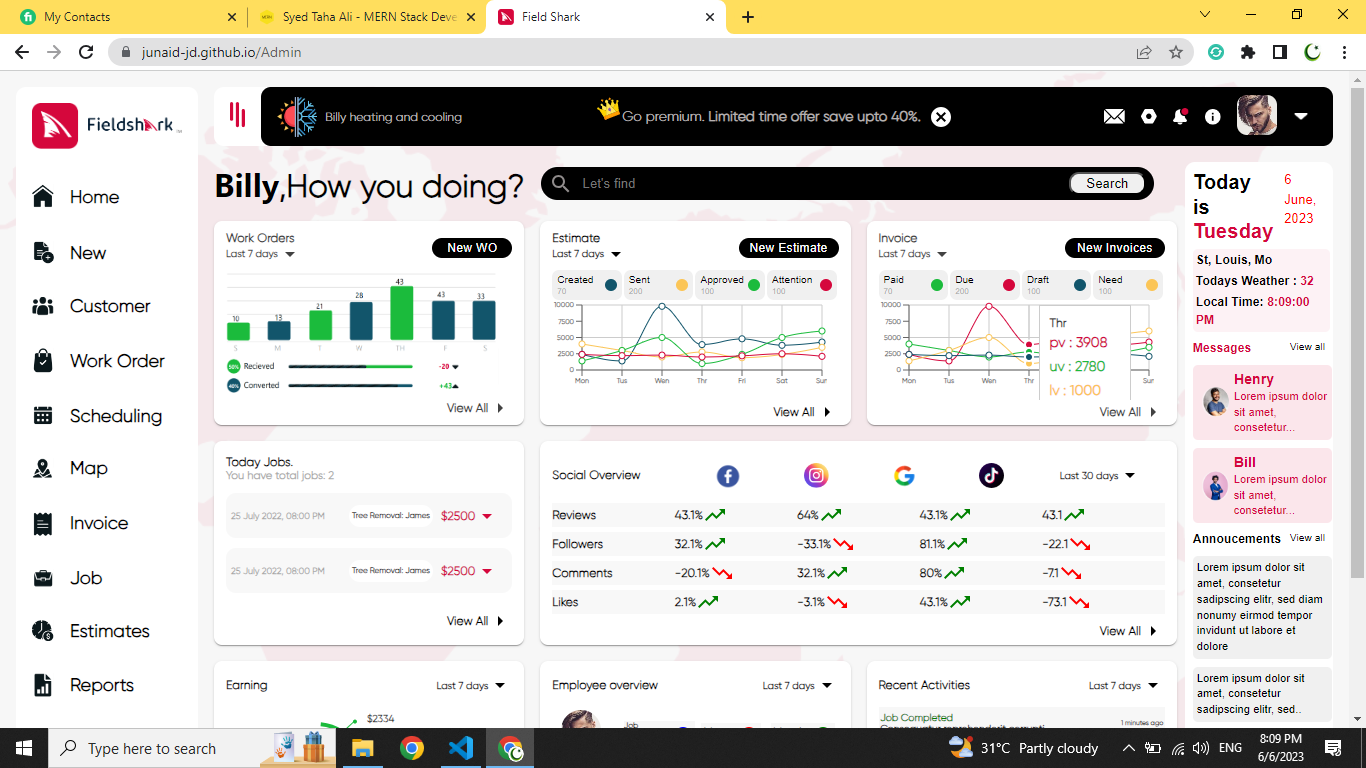 My Contacts
Syed Taha Ali - MERN Stack Deve
Field Shark
junaid-jd.github.io/Admin
Fieldshark
Home
New
Customer
Work Order
Scheduling
Map
Invoice
Job
Estimates
Reports
Billy heating and cooling
Go premium. Limited time offer save upto 40%.
Billy,How you doing?
Let's find
Search
Work Orders
Last 7 days
New WO
10
13
21
28
43
43
33
S M T W TH F S
50% Recieved -20
40% Converted +43
View All
Estimate
Last 7 days
New Estimate
Created 70
Sent 200
Approved 100
Attention 100
10000
7500
5000
2500
0
Mon Tus Wen Thr Fri Sat Sur
View All
Invoice
Last 7 days
New Invoices
Paid 70
Due 200
Draft 100
Need 100
10000
7500
5000
2500
0
Mon Tus Wen Thr Sur
Thr
pv : 3908
uv : 2780
lv : 1000
View All
Today Jobs.
You have total jobs: 2
25 July 2022, 08:00 PM Tree Removal: James $2500
25 July 2022, 08:00 PM Tree Removal: James $2500
View All
Social Overview
Last 30 days
Reviews 43.1% 64% 43.1% 43.1
Followers 32.1% -33.1% 81.1% -22.1
Comments -20.1% 32.1% 80% -7.1
Likes 2.1% -3.1% 43.1% -73.1
View All
Earning
Last 7 days
$2334
Employee overview
Last 7 days
Job
Recent Activities
Last 7 days
Job Completed
1 minutes ago
Today is Tuesday
6 June, 2023
St, Louis, Mo
Todays Weather : 32
Local Time: 8:09:00
PM
Messages View all
Henry
Lorem ipsum dolor
sit amet,
consetetur...
Bill
Lorem ipsum dolor
sit amet,
consetetur...
Annoucements View all
Lorem ipsum dolor sit
amet, consetetur
sadipscing elitr, sed diam
nonumy eirmod tempor
invidunt ut labore et
dolore
Lorem ipsum dolor sit
amet, consetetur
sadipscing elitr, sed..
Type here to search
31°C Partly cloudy
ENG
8:09 PM
6/6/2023